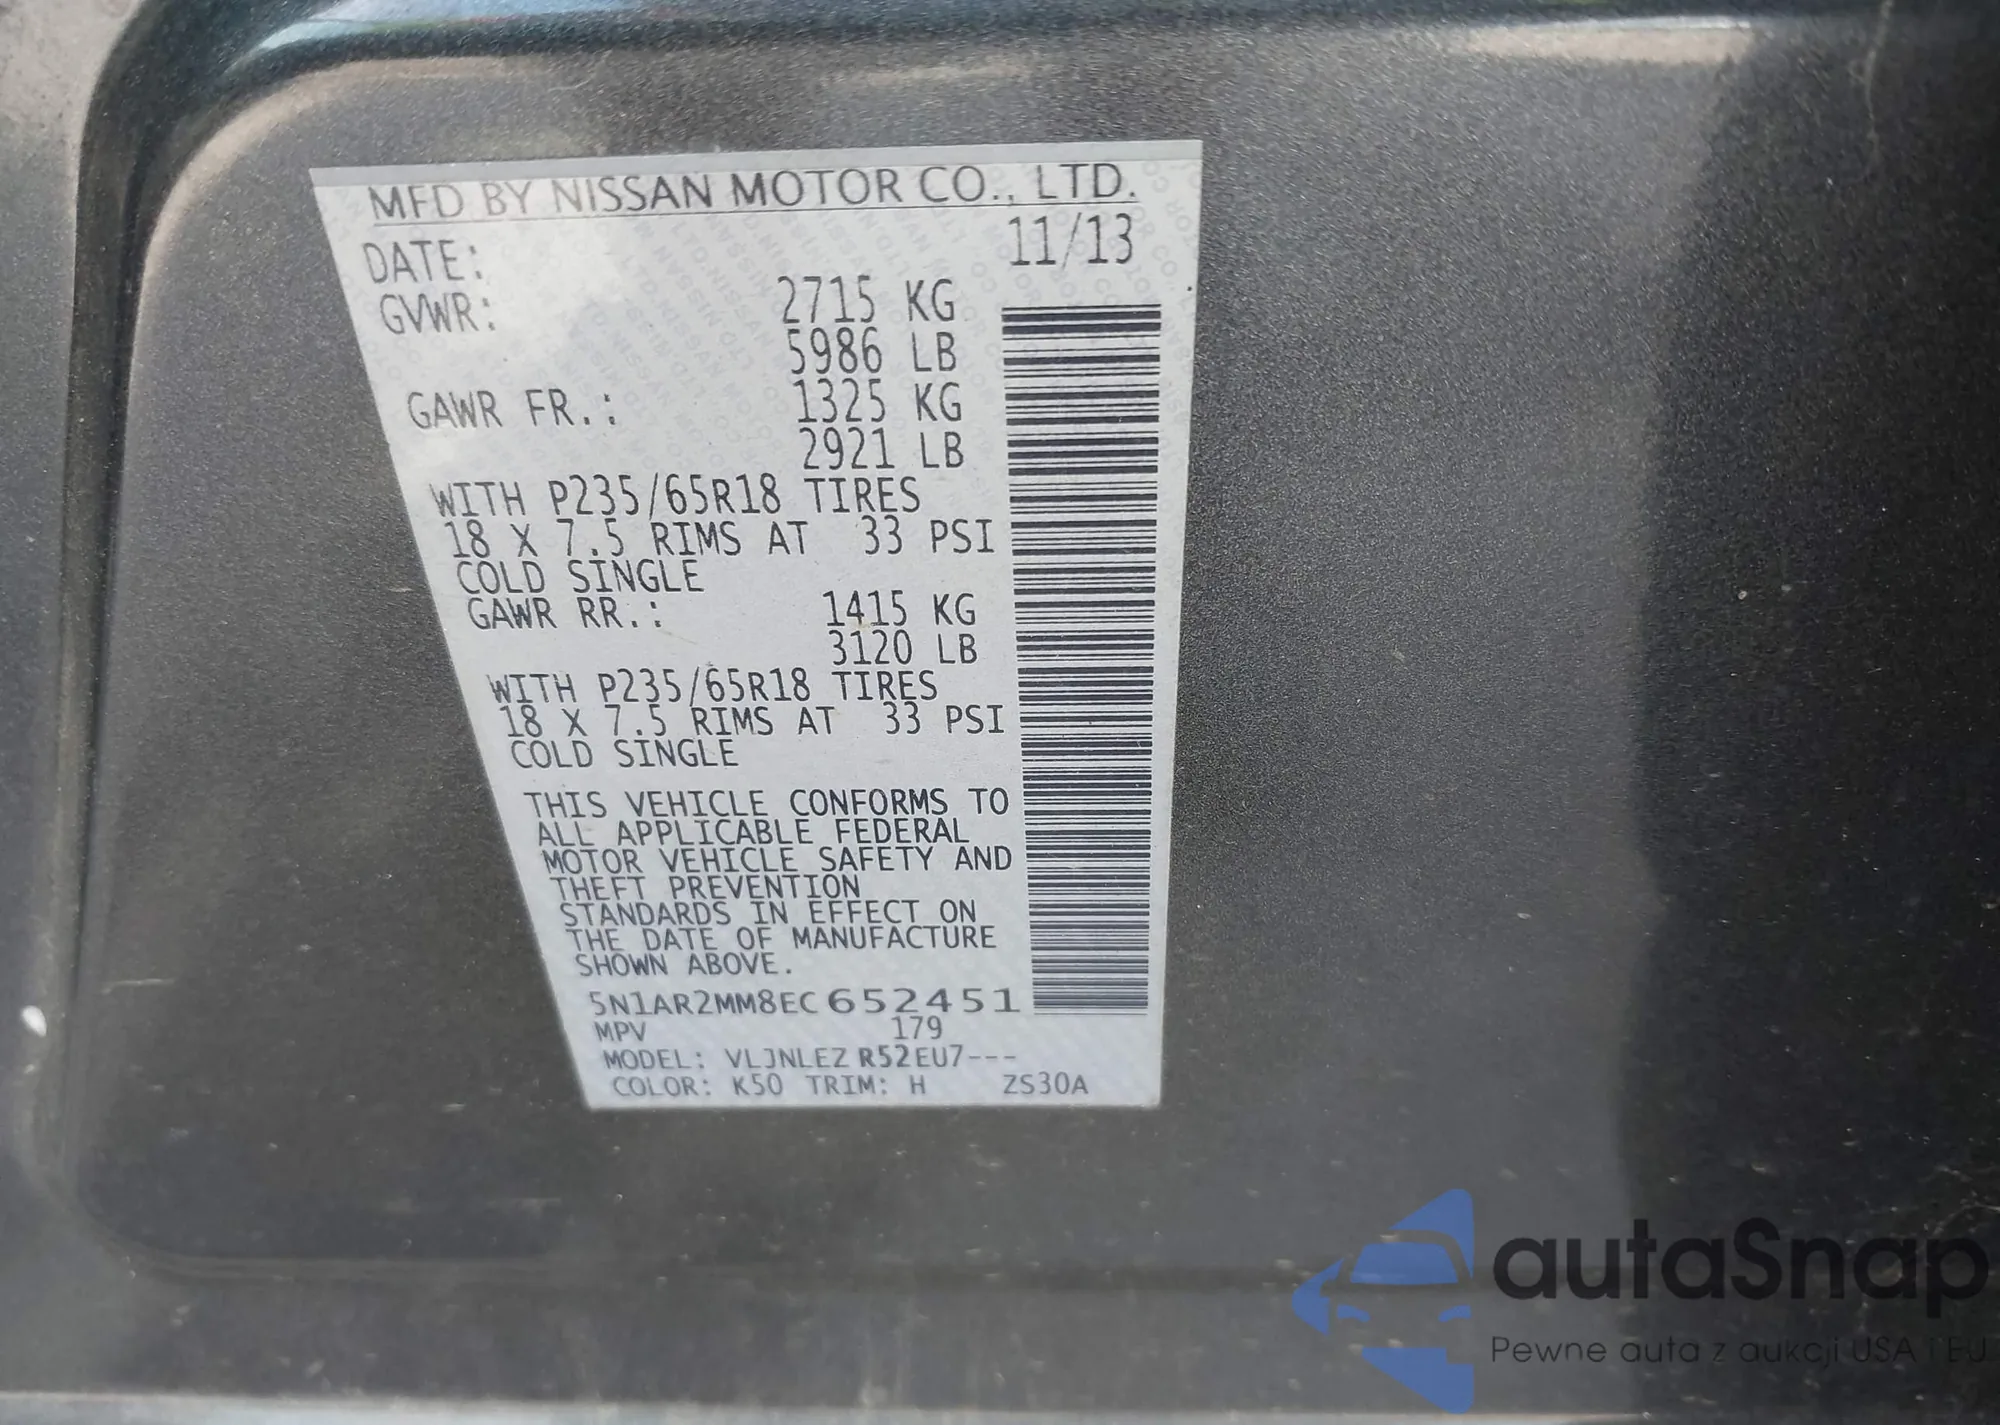 MFD BY NISSAN MOTOR CO., LTD.
DATE: 11/13
GVWR: 2715 KG
5986 LB
GAWR FR.: 1325 KG
2921 LB
WITH P235/65R18 TIRES
18 X 7.5 RIMS AT 33 PSI
COLD SINGLE
GAWR RR.: 1415 KG
3120 LB
WITH P235/65R18 TIRES
18 X 7.5 RIMS AT 33 PSI
COLD SINGLE
THIS VEHICLE CONFORMS TO
ALL APPLICABLE FEDERAL
MOTOR VEHICLE SAFETY AND
THEFT PREVENTION
STANDARDS IN EFFECT ON
THE DATE OF MANUFACTURE
SHOWN ABOVE.
5N1AR2MM8EC652451
MPV 179
MODEL: VLJNLEZ R52EU7---
COLOR: K50 TRIM: H ZS30A
autaSnap
Pewne auta z aukcji USA i EU